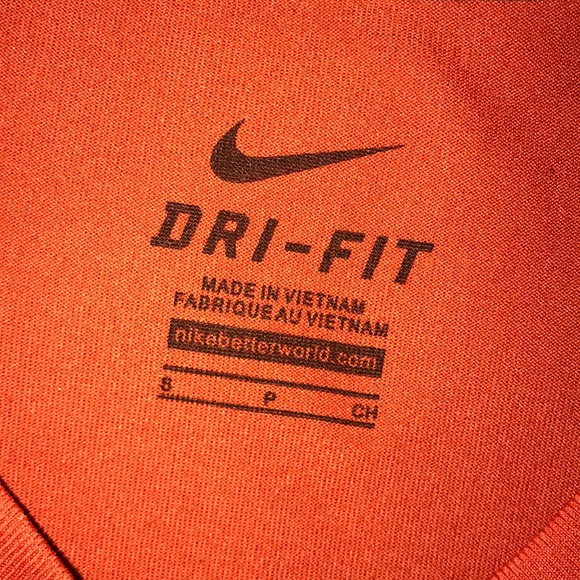 DRI-FIT
MADE IN VIETNAM
FABRIQUE AU VIETNAM
nikebetterworld.com
S P CH